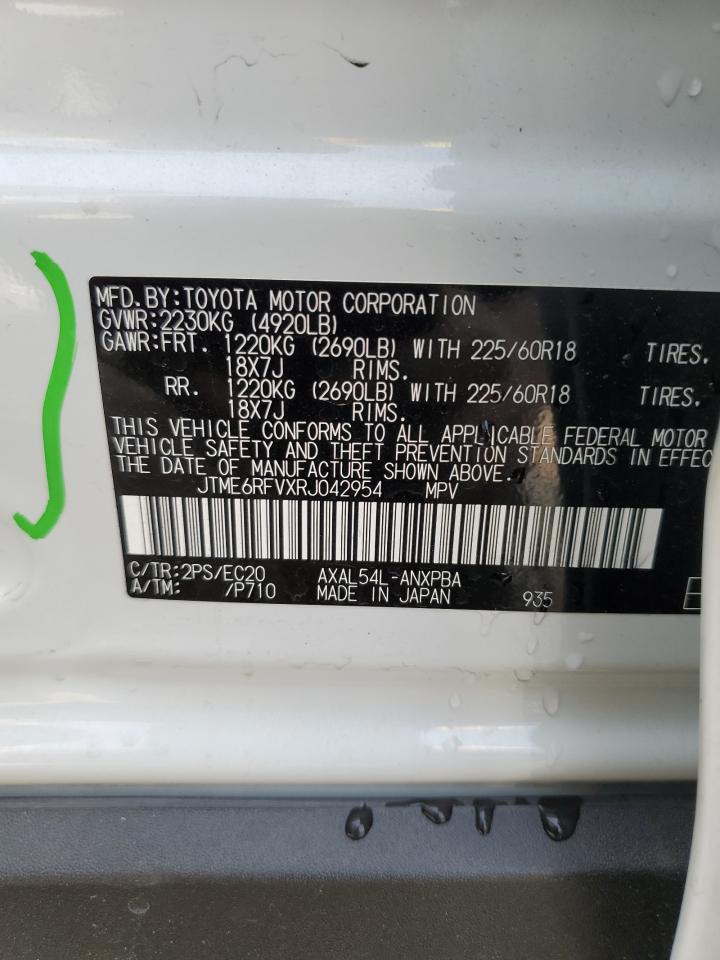 MFD.BY:TOYOTA MOTOR CORPORATION
GVWR:2230KG (4920LB)
GAWR:FRT. 1220KG (2690LB) WITH 225/60R18 TIRES.
18X7J RIMS.
RR. 1220KG (2690LB) WITH 225/60R18 TIRES.
18X7J RIMS.
THIS VEHICLE CONFORMS TO ALL APPLICABLE FEDERAL MOTOR
VEHICLE SAFETY AND THEFT PREVENTION STANDARDS IN EFFEC
THE DATE OF MANUFACTURE SHOWN ABOVE.
JTME6RFVXRJ042954 MPV
C/TR:2PS/EC20 AXAL54L-ANXPBA
A/TM: /P710 MADE IN JAPAN 935